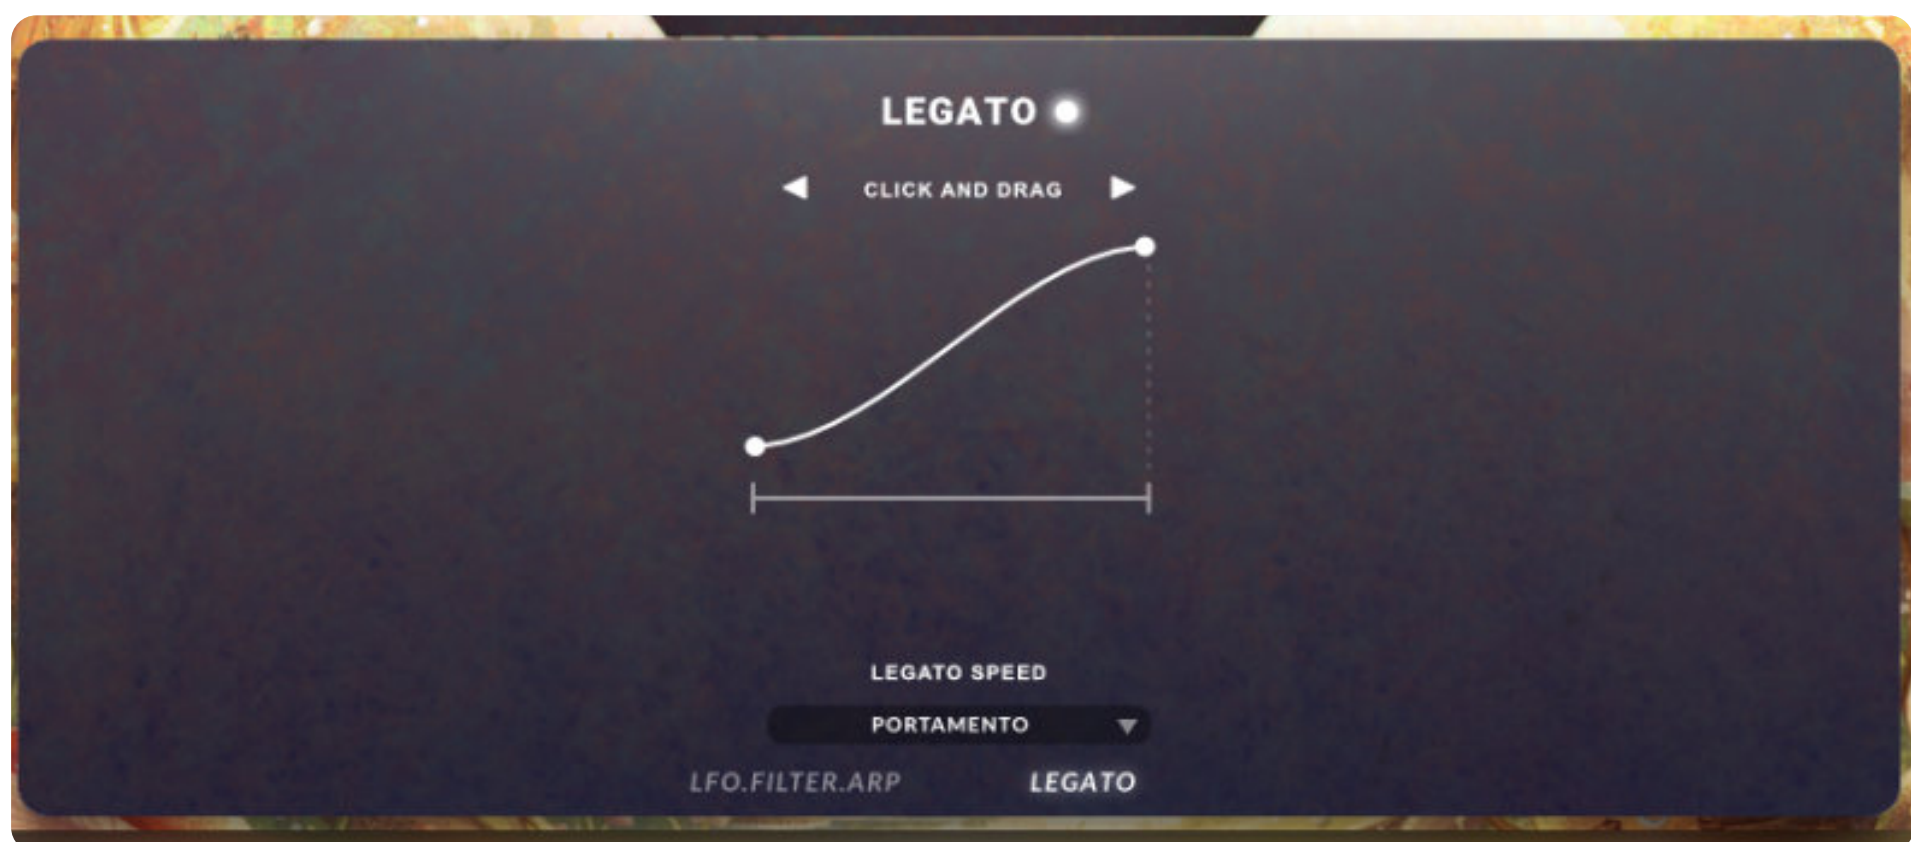 LEGATO
CLICK AND DRAG
LEGATO SPEED
PORTAMENTO
LFO.FILTER.ARP LEGATO